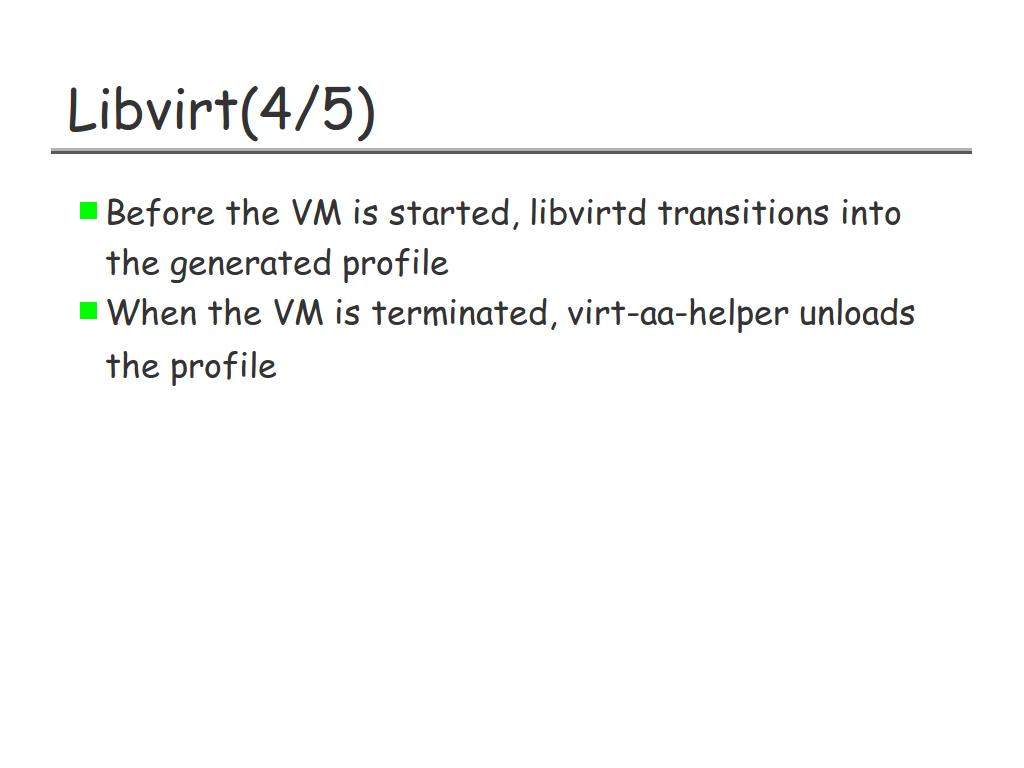 Libvirt(4/5)
Before the VM is started, libvirtd transitions into
the generated profile
When the VM is terminated, virt-aa-helper unloads
the profile